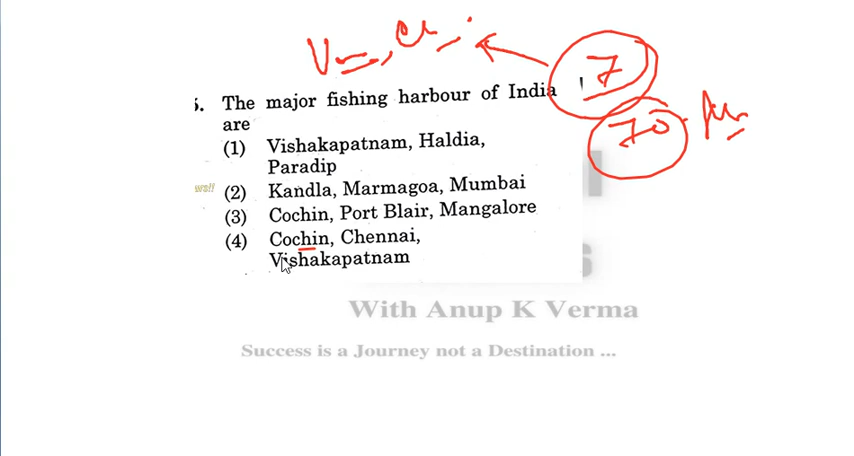 5. The major fishing harbour of India
are
(1) Vishakapatnam, Haldia,
Paradip
(2) Kandla, Marmagoa, Mumbai
(3) Cochin, Port Blair, Mangalore
(4) Cochin, Chennai,
Vishakapatnam
7
70
With Anup K Verma
Success is a Journey not a Destination ...